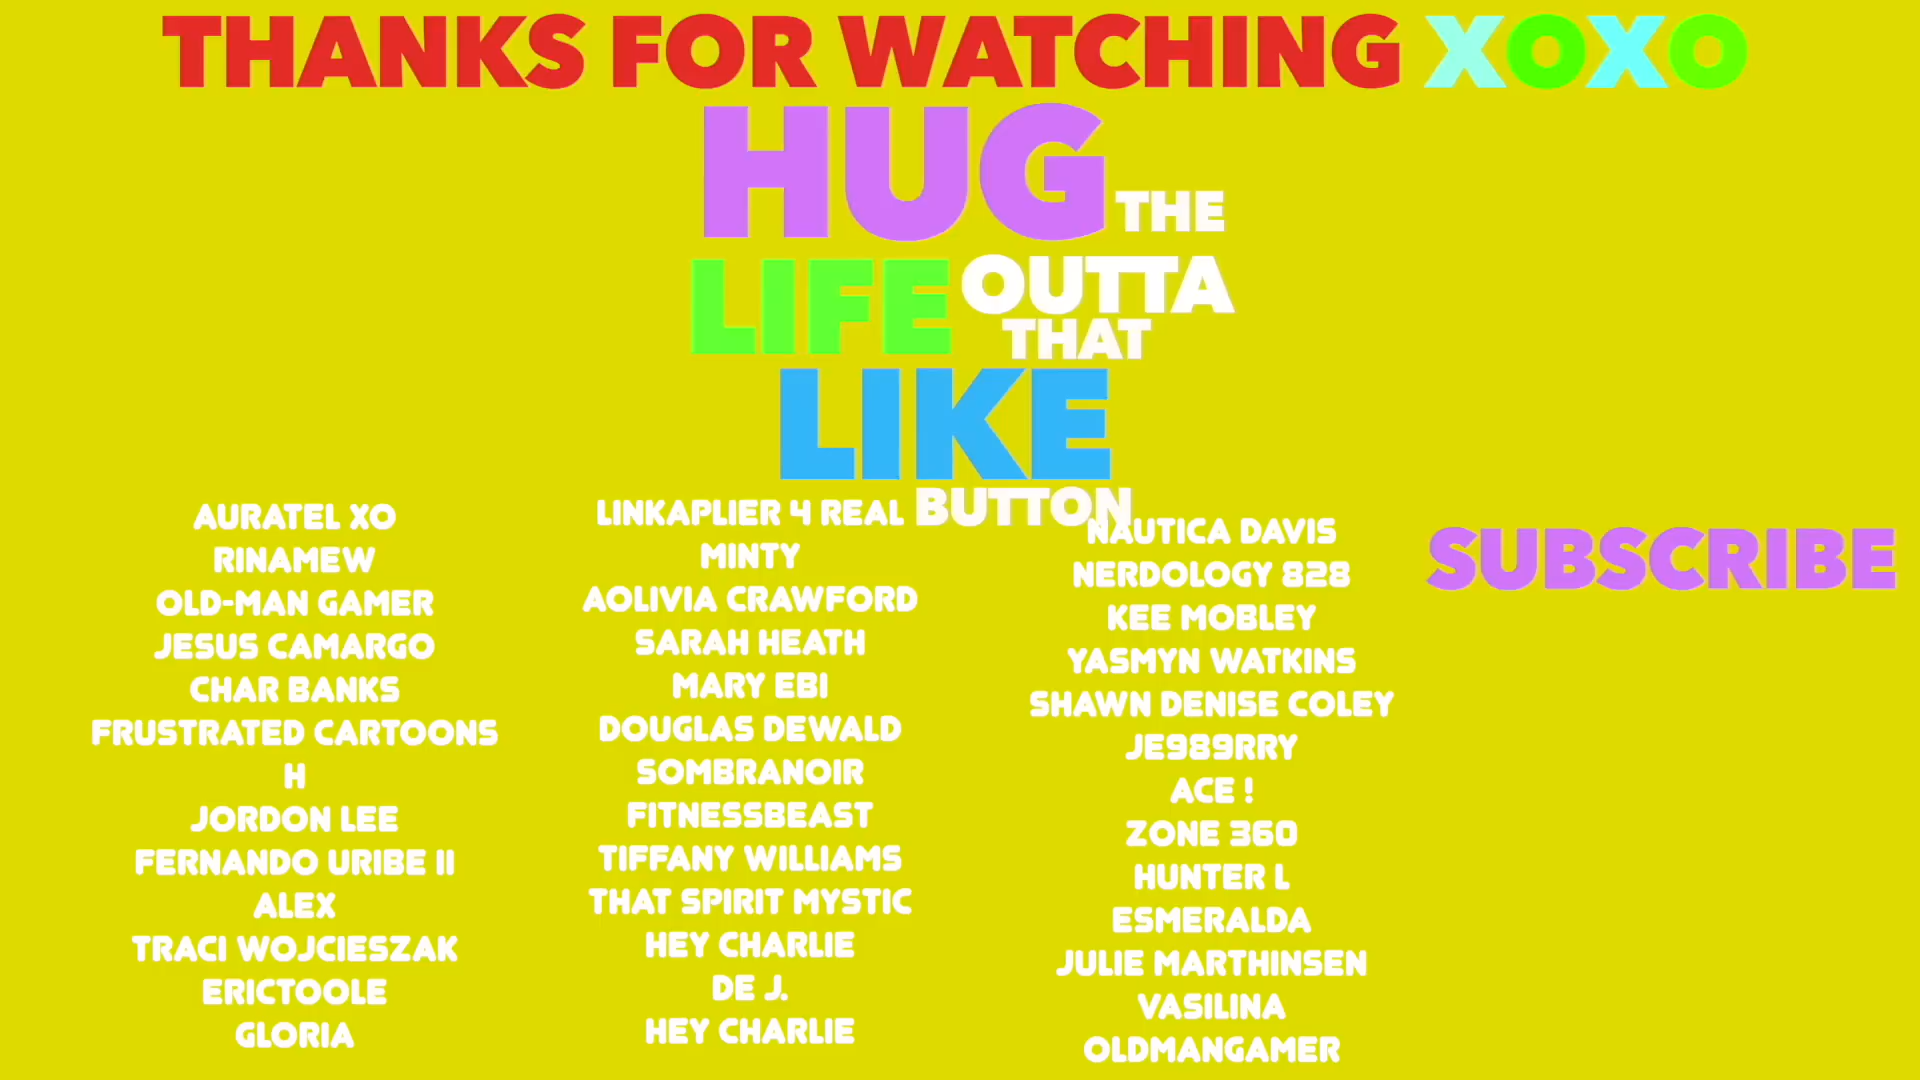 THANKS FOR WATCHING XOXO
HUG THE
LIFE OUTTA
THAT
LIKE
BUTTON
AURATEL XO
RINAMEW
OLD-MAN GAMER
JESUS CAMARGO
CHAR BANKS
FRUSTRATED CARTOONS
H
JORDON LEE
FERNANDO URIBE II
ALEX
TRACI WOJCIESZAK
ERICTOOLE
GLORIA
LINKAPLIER 4 REAL
MINTY
AOLIVIA CRAWFORD
SARAH HEATH
MARY EBI
DOUGLAS DEWALD
SOMBRANOIR
FITNESSBEAST
TIFFANY WILLIAMS
THAT SPIRIT MYSTIC
HEY CHARLIE
DE J.
HEY CHARLIE
NAUTICA DAVIS
NERDOLOGY 828
KEE MOBLEY
YASMYN WATKINS
SHAWN DENISE COLEY
JE989RRY
ACE !
ZONE 360
HUNTER L
ESMERALDA
JULIE MARTHINSEN
VASILINA
OLDMANGAMER
SUBSCRIBE